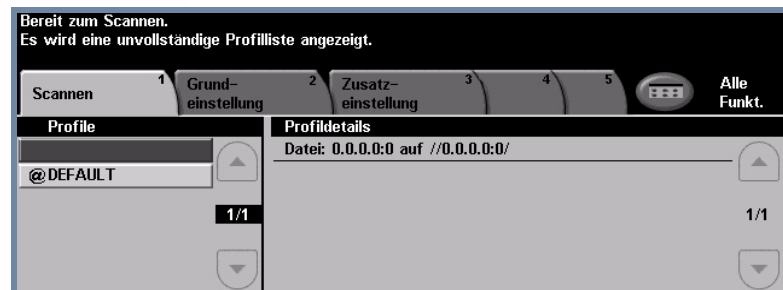 Bereit zum Scannen.
Es wird eine unvollständige Profilliste angezeigt.
Scannen 1
Grund-
einstellung 2
Zusatz-
einstellung 3
4
5
Alle
Funkt.
Profile
Profildetails
Datei: 0.0.0.0:0 auf //0.0.0.0:0/
@DEFAULT
1/1
1/1